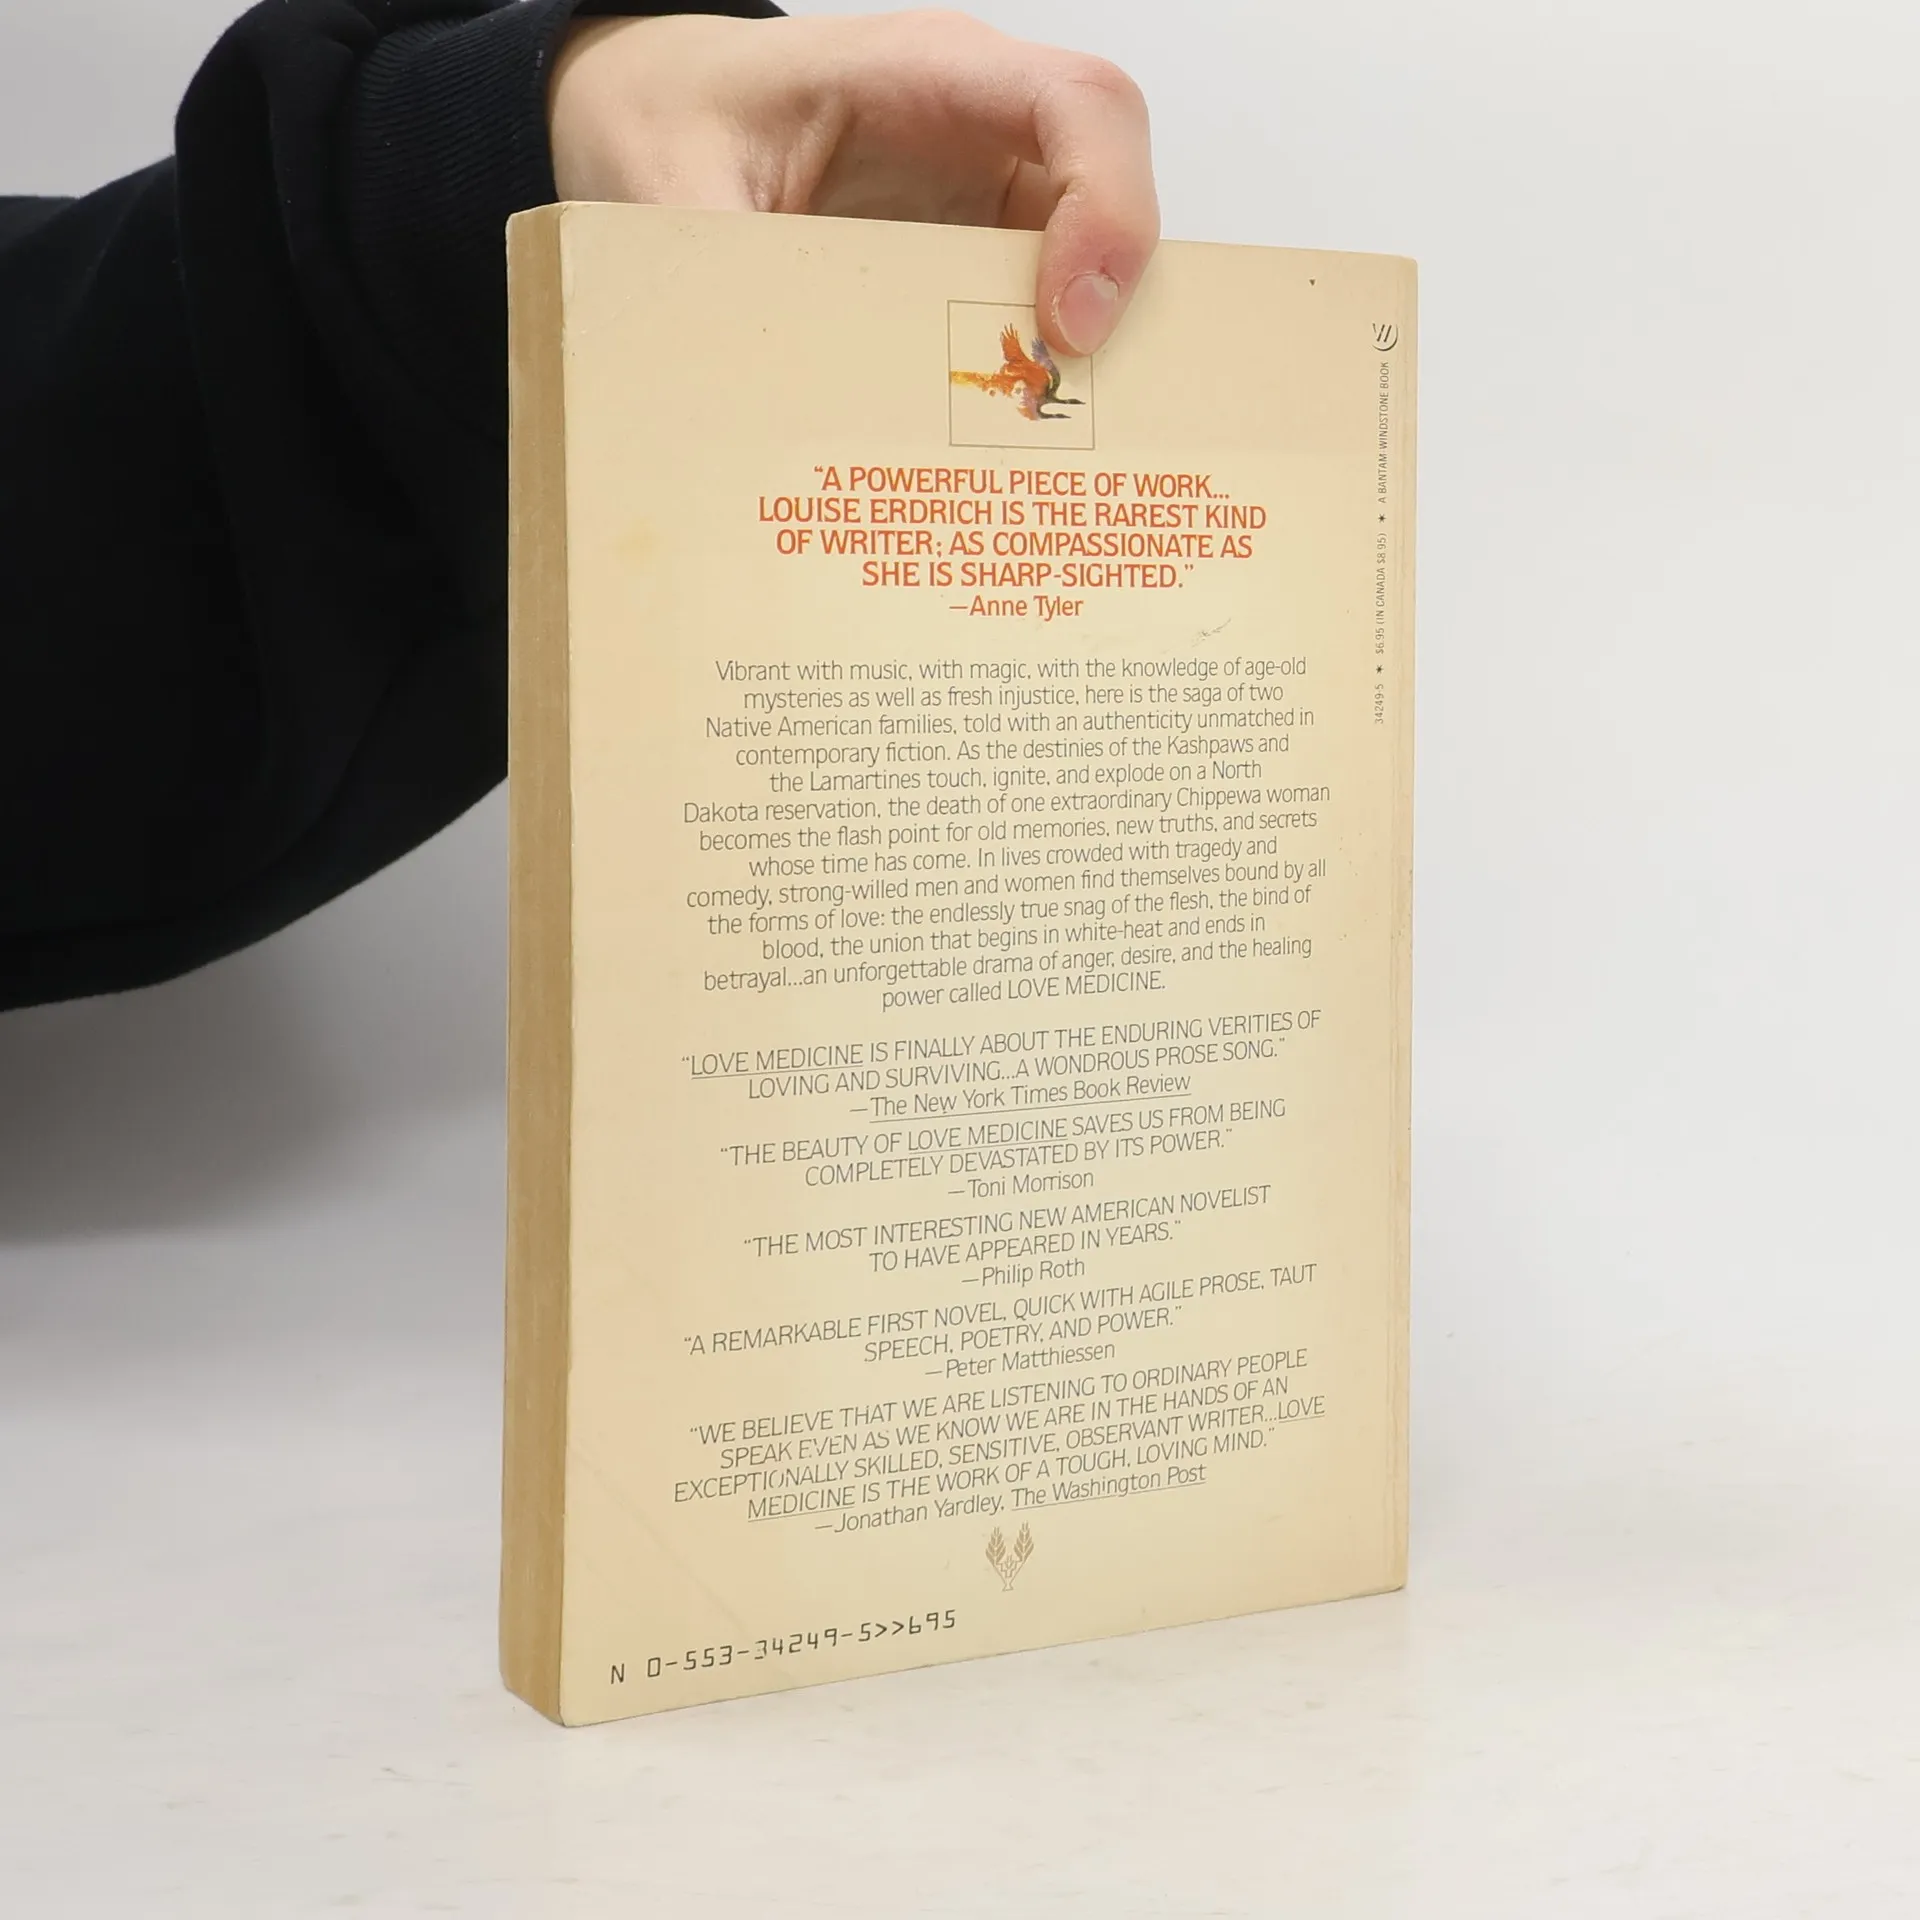 “A POWERFUL PIECE OF WORK...
LOUISE ERDRICH IS THE RAREST KIND
OF WRITER; AS COMPASSIONATE AS
SHE IS SHARP-SIGHTED.”
—Anne Tyler
Vibrant with music, with magic, with the knowledge of age-old
mysteries as well as fresh injustice, here is the saga of two
Native American families, told with an authenticity unmatched in
contemporary fiction. As the destinies of the Kashpaws and
the Lamartines touch, ignite, and explode on a North
Dakota reservation, the death of one extraordinary Chippewa woman
becomes the flash point for old memories, new truths, and secrets
whose time has come. In lives crowded with tragedy and
comedy, strong-willed men and women find themselves bound by all
the forms of love: the endlessly true snag of the flesh, the bind of
blood, the union that begins in white-heat and ends in
betrayal...an unforgettable drama of anger, desire, and the healing
power called LOVE MEDICINE.
“LOVE MEDICINE IS FINALLY ABOUT THE ENDURING VERITIES OF
LOVING AND SURVIVING...A WONDROUS PROSE SONG.”
—The New York Times Book Review
“THE BEAUTY OF LOVE MEDICINE SAVES US FROM BEING
COMPLETELY DEVASTATED BY ITS POWER.”
—Toni Morrison
“THE MOST INTERESTING NEW AMERICAN NOVELIST
TO HAVE APPEARED IN YEARS.”
—Philip Roth
“A REMARKABLE FIRST NOVEL, QUICK WITH AGILE PROSE, TAUT
SPEECH, POETRY, AND POWER.”
—Peter Matthiessen
“WE BELIEVE THAT WE ARE LISTENING TO ORDINARY PEOPLE
SPEAK EVEN AS WE KNOW WE ARE IN THE HANDS OF AN
EXCEPTIONALLY SKILLED, SENSITIVE, OBSERVANT WRITER...LOVE
MEDICINE IS THE WORK OF A TOUGH, LOVING MIND.”
—Jonathan Yardley, The Washington Post
N 0-553-34249-5>>695
34249-5 ★ $6.95 (IN CANADA $8.95) ★ A BANTAM WINDSTONE BOOK
W